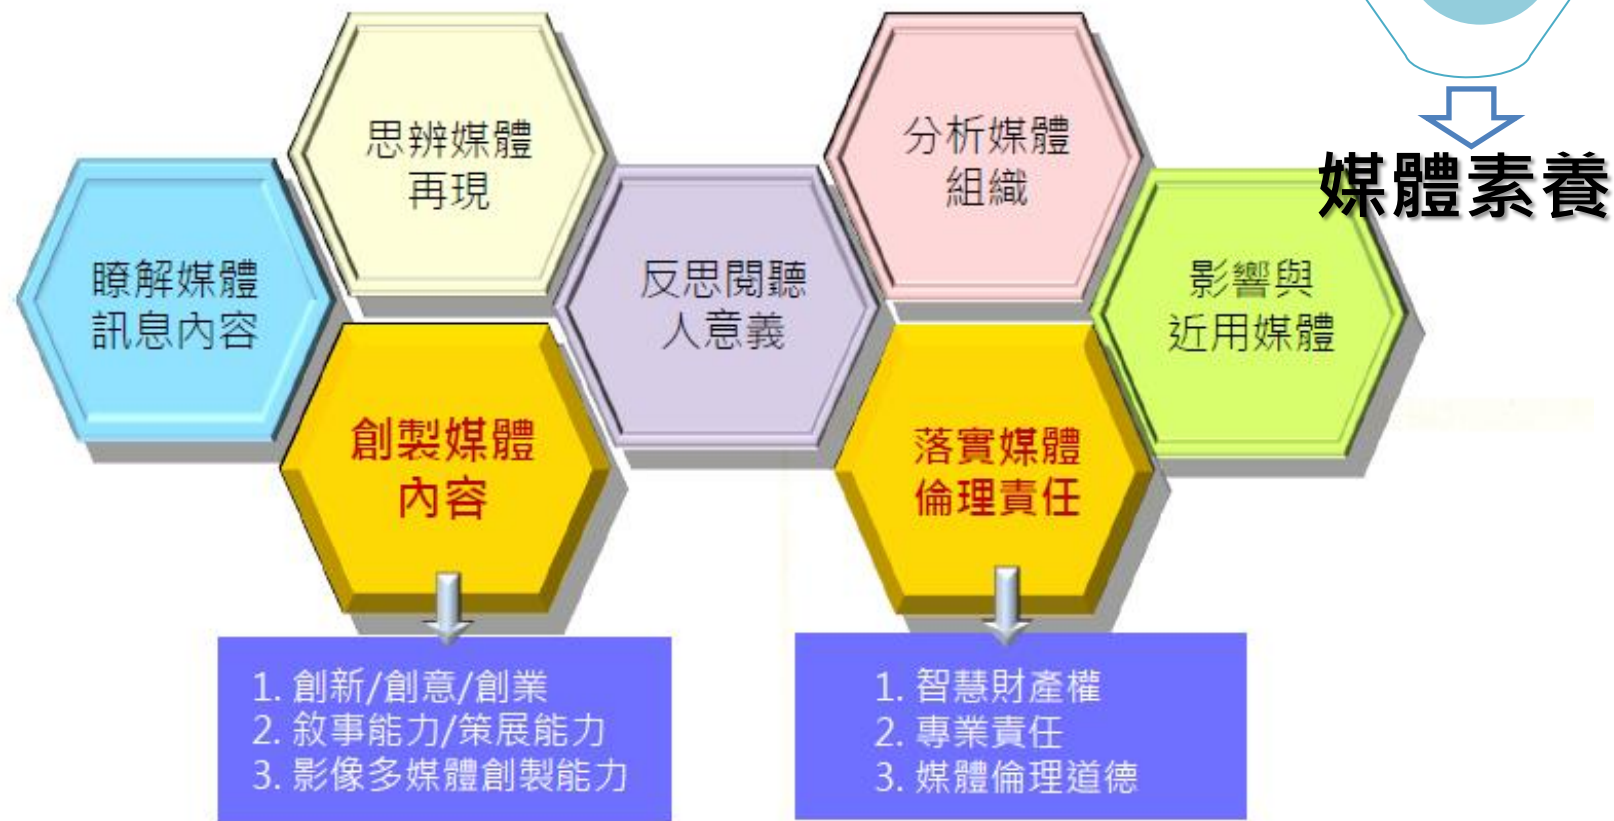 媒體素養
思辨媒體
再現
分析媒體
組織
瞭解媒體
訊息內容
反思閱聽
人意義
影響與
近用媒體
創製媒體
內容
落實媒體
倫理責任
1. 創新/創意/創業
2. 敘事能力/策展能力
3. 影像多媒體創製能力
1. 智慧財產權
2. 專業責任
3. 媒體倫理道德